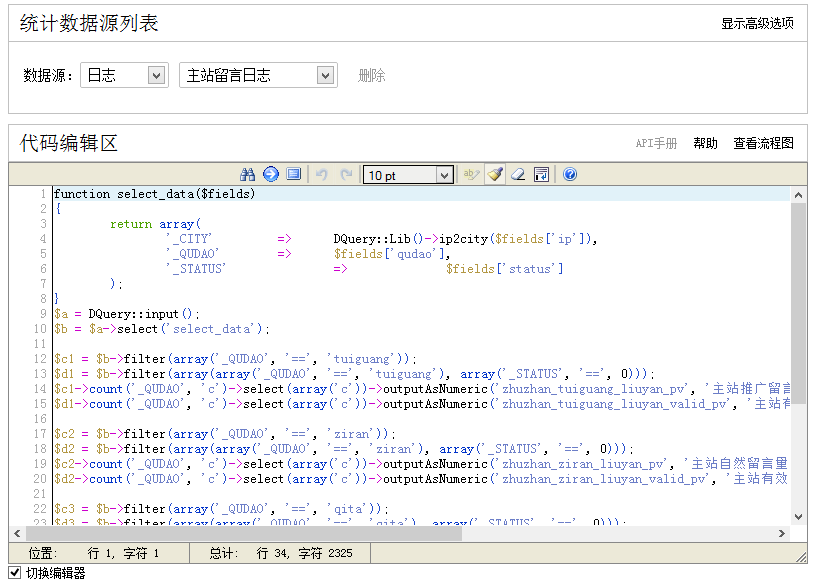 统计数据源列表 显示高级选项
数据源： 日志 主站留言日志 删除
代码编辑区 API手册 帮助 查看流程图
10 pt
1 function select_data($fields)
2 {
3 return array(
4 '_CITY' => DQuery::Lib()->ip2city($fields['ip']),
5 '_QUDAO' => $fields['qudao'],
6 '_STATUS' => $fields['status']
7 );
8 }
9 $a = DQuery::input();
10 $b = $a->select('select_data');
11
12 $c1 = $b->filter(array('_QUDAO', '==', 'tuiguang'));
13 $d1 = $b->filter(array(array('_QUDAO', '==', 'tuiguang'), array('_STATUS', '==', 0)));
14 $c1->count('_QUDAO', 'c')->select(array('c'))->outputAsNumeric('zhuzhan_tuiguang_liuyan_pv', '主站推广留言
15 $d1->count('_QUDAO', 'c')->select(array('c'))->outputAsNumeric('zhuzhan_tuiguang_liuyan_valid_pv', '主站有
16
17 $c2 = $b->filter(array('_QUDAO', '==', 'ziran'));
18 $d2 = $b->filter(array(array('_QUDAO', '==', 'ziran'), array('_STATUS', '==', 0)));
19 $c2->count('_QUDAO', 'c')->select(array('c'))->outputAsNumeric('zhuzhan_ziran_liuyan_pv', '主站自然留言量
20 $d2->count('_QUDAO', 'c')->select(array('c'))->outputAsNumeric('zhuzhan_ziran_liuyan_valid_pv', '主站有效
21
22 $c3 = $b->filter(array('_QUDAO', '==', 'qita'));
23 $d3 = $b->filter(array(array('_QUDAO', '==', 'qita'), array('_STATUS', '==', 0)));
位置： 行 1, 字符 1 总计： 行 34, 字符 2325
切换编辑器